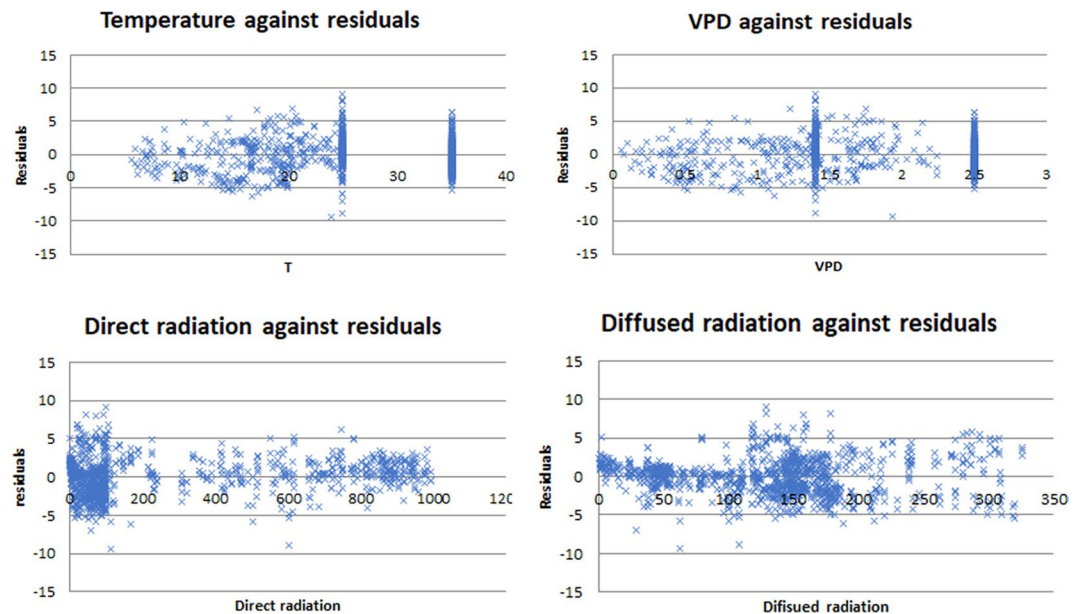 Temperature against residuals
15
10
5
0
-5
-10
-15
0 10 20 30 40
Residuals
T
VPD against residuals
15
10
5
0
-5
-10
-15
0 0.5 1 1.5 2 2.5 3
Residuals
VPD
Direct radiation against residuals
15
10
5
0
-5
-10
-15
0 200 400 600 800 1000 120
residuals
Direct radiation
Diffused radiation against residuals
15
10
5
0
-5
-10
-15
0 50 100 150 200 250 300 350
Residuals
Difisued radiation